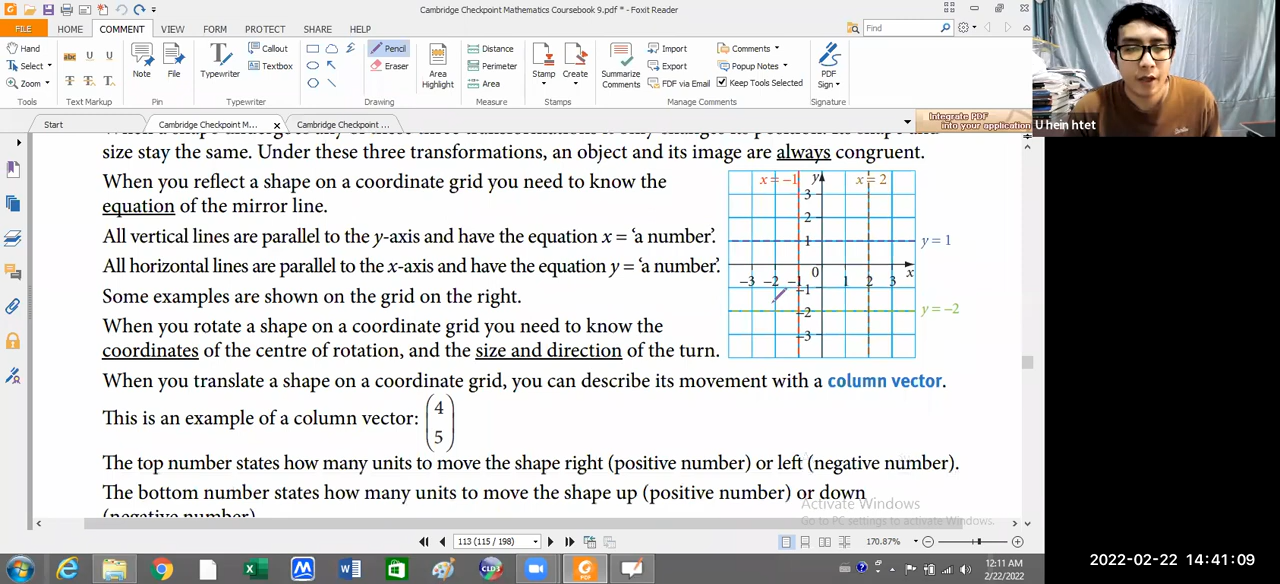 Cambridge Checkpoint Mathematics Coursebook 9.pdf * - Foxit Reader
FILE HOME COMMENT VIEW FORM PROTECT SHARE HELP Find
Hand Select Zoom Tools
abc U U T T T Text Markup
Note File Pin
Typewriter Callout Textbox Typewriter
Pencil Eraser Drawing
Area Highlight Distance Perimeter Area Measure
Stamp Create Stamps
Summarize Comments Import Export FDF via Email Comments Popup Notes Keep Tools Selected Manage Comments
PDF Sign Signature
Start Cambridge Checkpoint M... Cambridge Checkpoint ...
Integrate PDF
into your application
U hein htet
size stay the same. Under these three transformations, an object and its image are always congruent.
When you reflect a shape on a coordinate grid you need to know the
equation of the mirror line.
All vertical lines are parallel to the y-axis and have the equation x = ‘a number’.
All horizontal lines are parallel to the x-axis and have the equation y = ‘a number’.
Some examples are shown on the grid on the right.
When you rotate a shape on a coordinate grid you need to know the
coordinates of the centre of rotation, and the size and direction of the turn.
x = −1 y x = 2
3
2
1 y = 1
0 x
−3 −2 −1 1 2 3
−1
−2 y = −2
−3
When you translate a shape on a coordinate grid, you can describe its movement with a column vector.
This is an example of a column vector: (4
5)
The top number states how many units to move the shape right (positive number) or left (negative number).
The bottom number states how many units to move the shape up (positive number) or down
(negative number).
Activate Windows
Go to PC settings to activate Windows.
113 (115 / 198) 170.87%
CLD3
12:11 AM
2/22/2022
2022-02-22 14:41:09